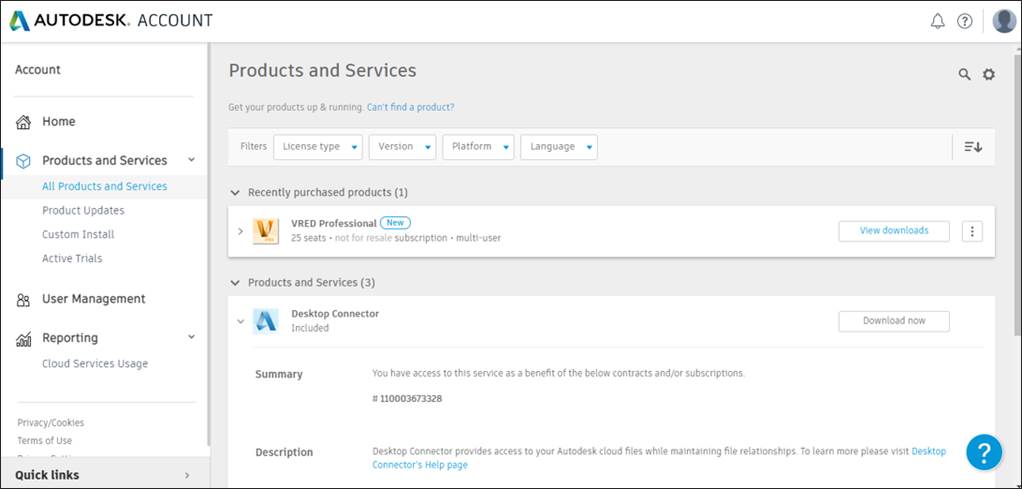 AUTODESK. ACCOUNT
Account
Home
Products and Services
All Products and Services
Product Updates
Custom Install
Active Trials
User Management
Reporting
Cloud Services Usage
Privacy/Cookies
Terms of Use
Quick links
Products and Services
Get your products up & running. Can't find a product?
Filters License type Version Platform Language
Recently purchased products (1)
VRED Professional New
25 seats • not for resale subscription • multi-user
View downloads
Products and Services (3)
Desktop Connector
Included
Download now
Summary
You have access to this service as a benefit of the below contracts and/or subscriptions.
# 110003673328
Description
Desktop Connector provides access to your Autodesk cloud files while maintaining file relationships. To learn more please visit Desktop
Connector's Help page
?